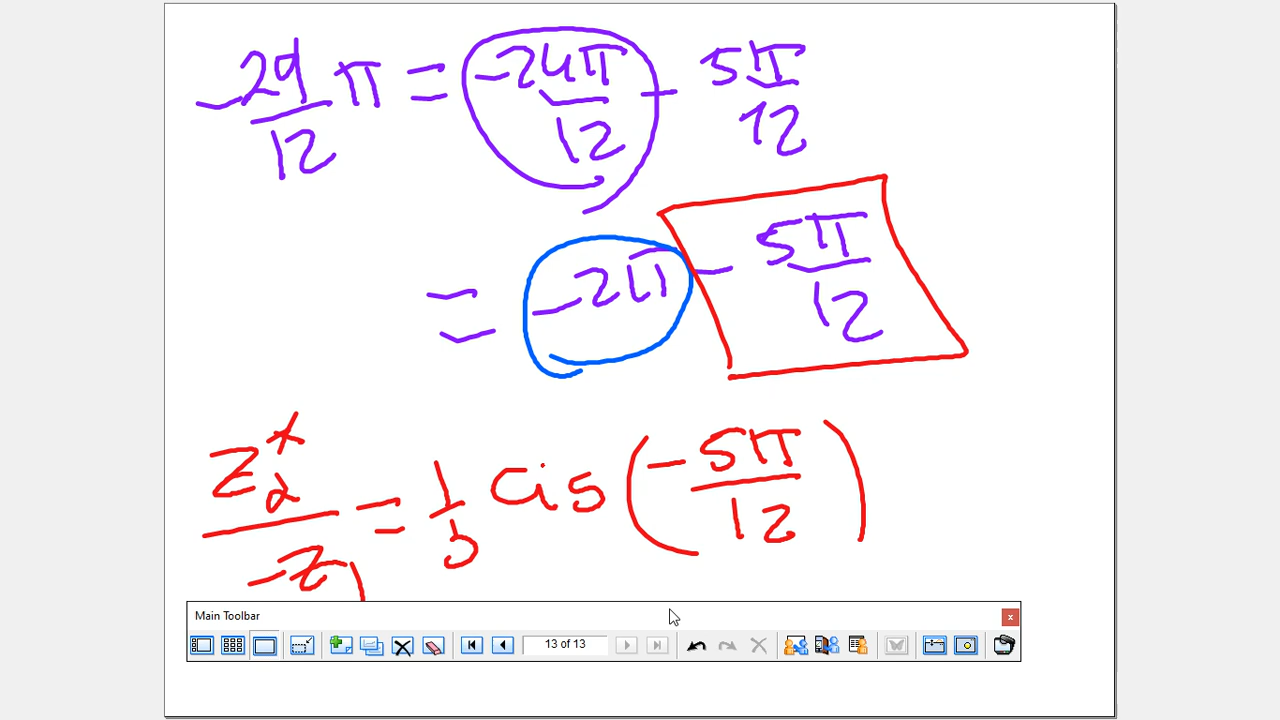 -29/12 π = -24π/12 - 5π/12
= -2π - 5π/12
z₂*/-z₁ = 1/3 cis (-5π/12)
Main Toolbar
13 of 13